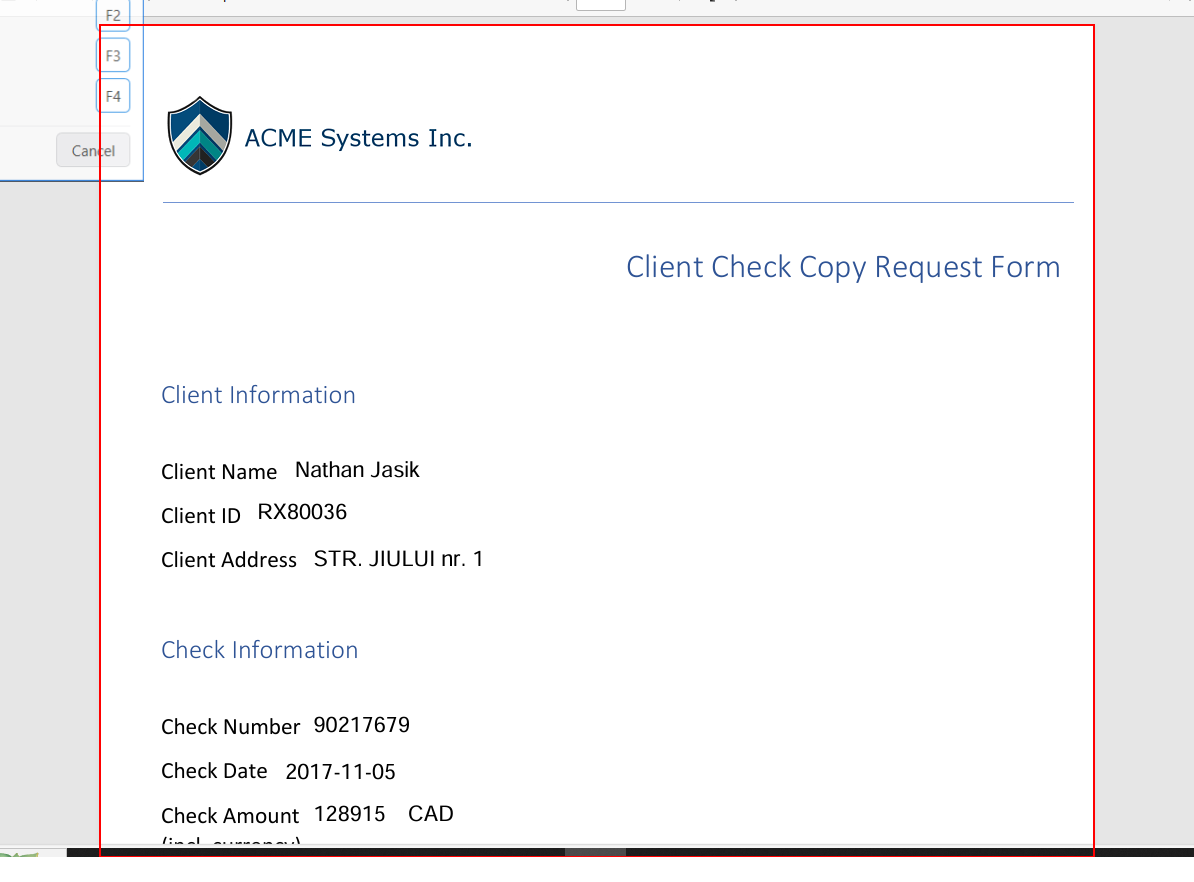 F2
F3
F4
Cancel
ACME Systems Inc.
Client Check Copy Request Form
Client Information
Client Name Nathan Jasik
Client ID RX80036
Client Address STR. JIULUI nr. 1
Check Information
Check Number 90217679
Check Date 2017-11-05
Check Amount 128915 CAD
(incl. currency)